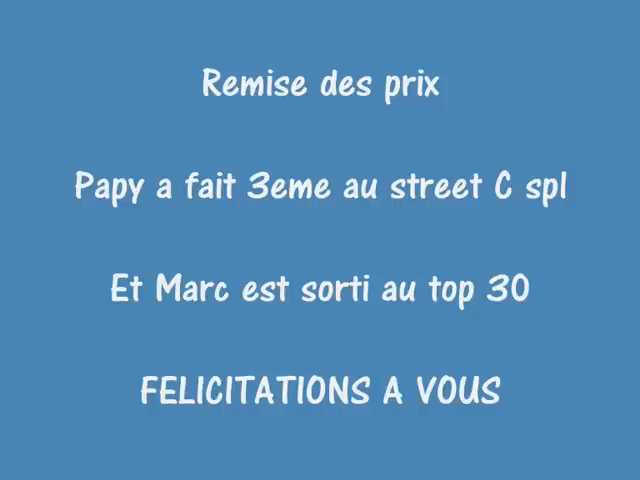 Remise des prix
Papy a fait 3eme au street C spl
Et Marc est sorti au top 30
FELICITATIONS A VOUS